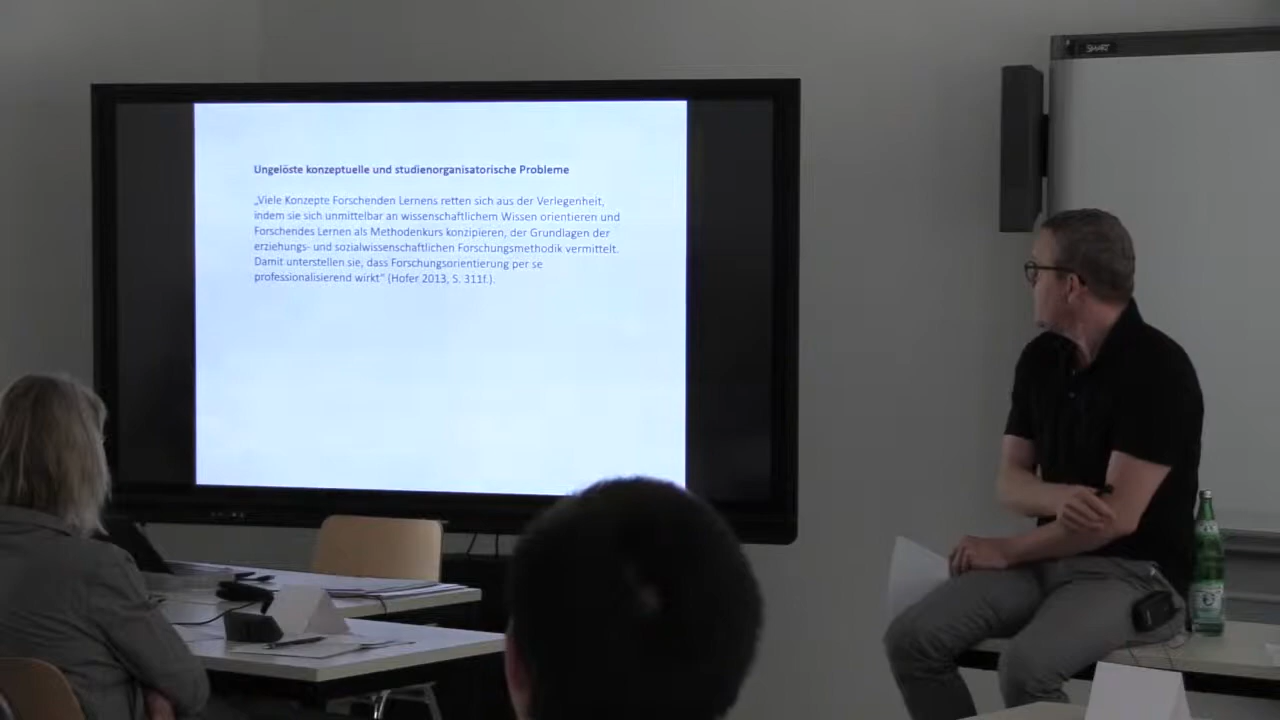 SMART
Ungelöste konzeptuelle und studienorganisatorische Probleme
„Viele Konzepte Forschenden Lernens retten sich aus der Verlegenheit,
indem sie sich unmittelbar an wissenschaftlichem Wissen orientieren und
Forschendes Lernen als Methodenkurs konzipieren, der Grundlagen der
erziehungs- und sozialwissenschaftlichen Forschungsmethodik vermittelt.
Damit unterstellen sie, dass Forschungsorientierung per se
professionalisierend wirkt“ (Hofer 2013, S. 311f.).